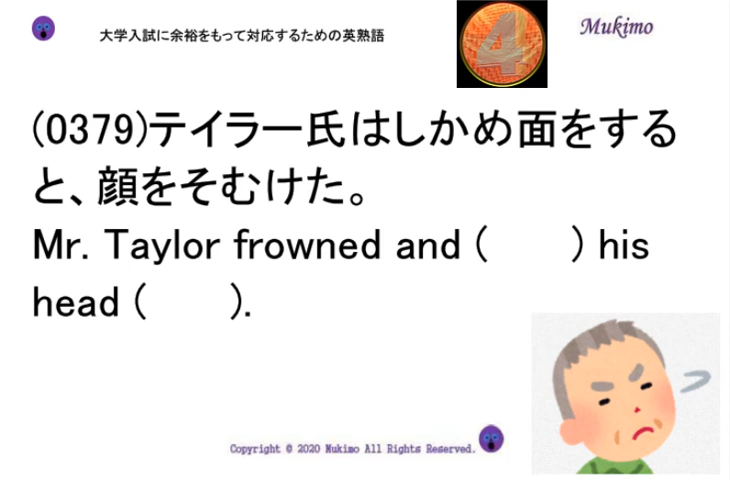 大学入試に余裕をもって対応するための英熟語
4
Mukimo
(0379)テイラー氏はしかめ面をする
と、顔をそむけた。
Mr. Taylor frowned and (　　) his
head (　　).
Copyright © 2020 Mukimo All Rights Reserved.